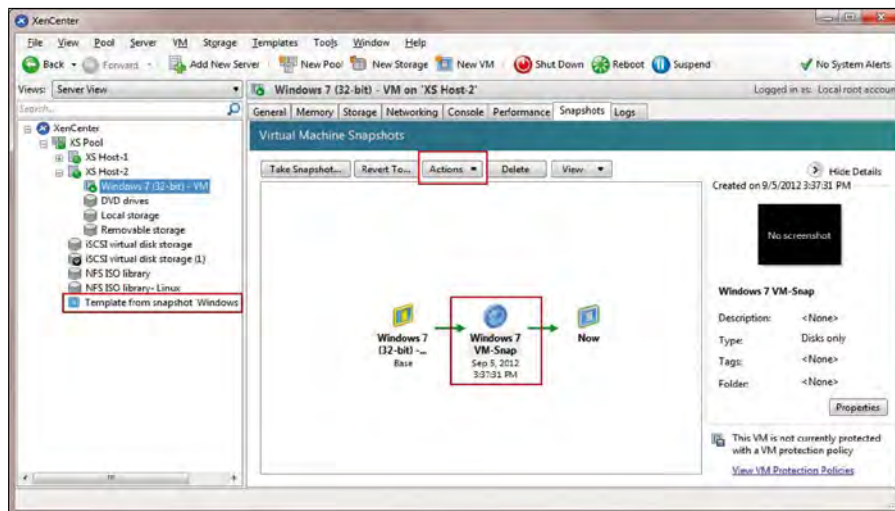 XenCenter
File View Pool Server VM Storage Templates Tools Window Help
Back Forward Add New Server New Pool New Storage New VM Shut Down Reboot Suspend No System Alerts
Views: Server View
Windows 7 (32-bit) - VM on 'XS Host-2'
Logged in as: Local root accoun
Search...
General Memory Storage Networking Console Performance Snapshots Logs
XenCenter
XS Pool
XS Host-1
XS Host-2
Windows 7 (32-bit) - VM
DVD drives
Local storage
Removable storage
iSCSI virtual disk storage
iSCSI virtual disk storage (1)
NFS ISO library
NFS ISO library- Linux
Template from snapshot Windows
Virtual Machine Snapshots
Take Snapshot... Revert To... Actions Delete View
Hide Details
Windows 7
(32-bit) -...
Base
Windows 7
VM-Snap
Sep 5, 2012
3:37:31 PM
Now
Created on 9/5/2012 3:37:31 PM
No screenshot
Windows 7 VM-Snap
Description: <None>
Type: Disks only
Tags: <None>
Folder: <None>
Properties
This VM is not currently protected
with a VM protection policy
View VM Protection Policies